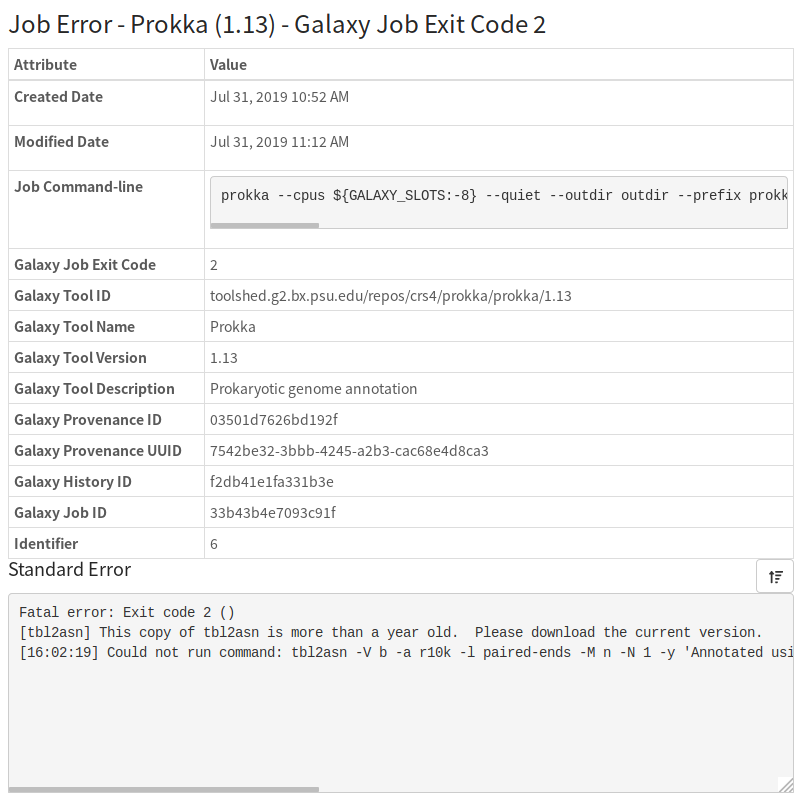 Job Error - Prokka (1.13) - Galaxy Job Exit Code 2
Attribute Value
Created Date Jul 31, 2019 10:52 AM
Modified Date Jul 31, 2019 11:12 AM
Job Command-line prokka --cpus ${GALAXY_SLOTS:-8} --quiet --outdir outdir --prefix prokk
Galaxy Job Exit Code 2
Galaxy Tool ID toolshed.g2.bx.psu.edu/repos/crs4/prokka/prokka/1.13
Galaxy Tool Name Prokka
Galaxy Tool Version 1.13
Galaxy Tool Description Prokaryotic genome annotation
Galaxy Provenance ID 03501d7626bd192f
Galaxy Provenance UUID 7542be32-3bbb-4245-a2b3-cac68e4d8ca3
Galaxy History ID f2db41e1fa331b3e
Galaxy Job ID 33b43b4e7093c91f
Identifier 6
Standard Error
Fatal error: Exit code 2 ()
[tbl2asn] This copy of tbl2asn is more than a year old.  Please download the current version.
[16:02:19] Could not run command: tbl2asn -V b -a r10k -l paired-ends -M n -N 1 -y 'Annotated usi